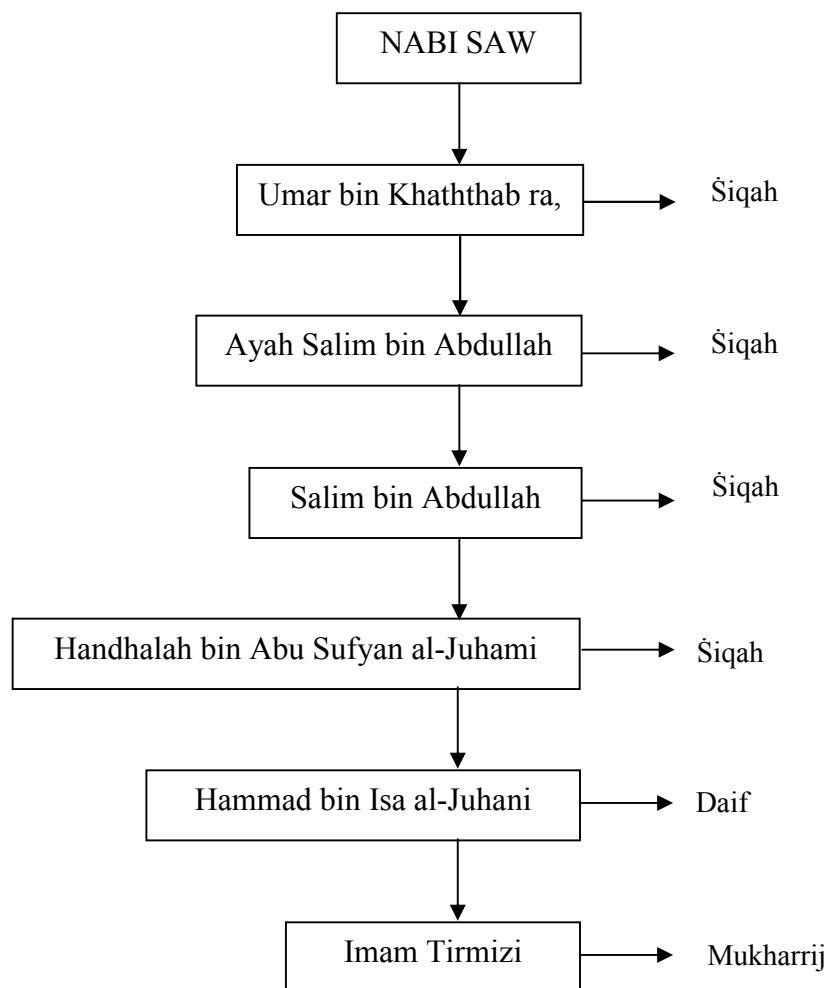 NABI SAW
Umar bin Khaththab ra,
Ṡiqah
Ayah Salim bin Abdullah
Ṡiqah
Salim bin Abdullah
Ṡiqah
Handhalah bin Abu Sufyan al-Juhami
Ṡiqah
Hammad bin Isa al-Juhani
Daif
Imam Tirmizi
Mukharrij